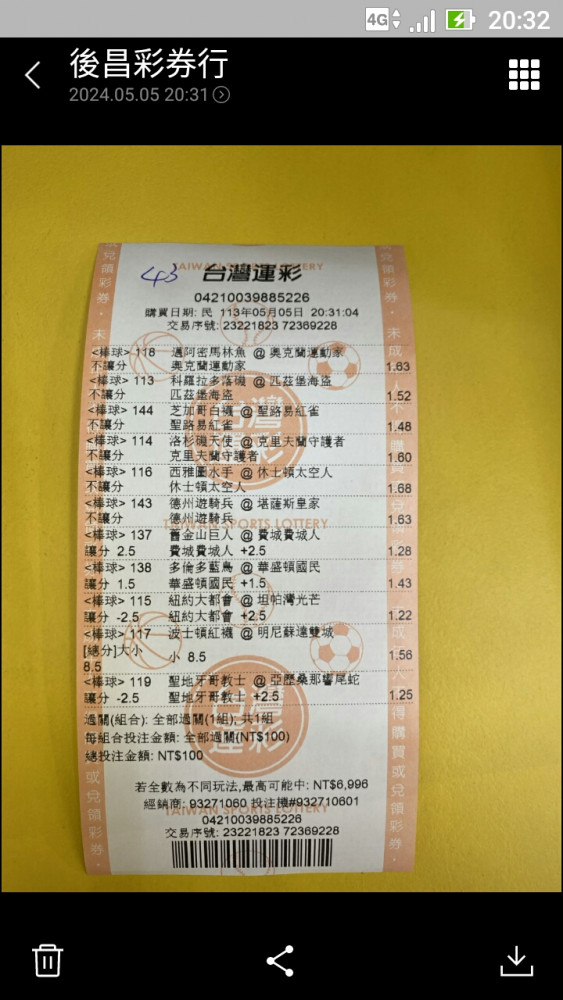 4G 20:32
後昌彩券行
2024.05.05 20:31
43
TAIWAN SPORTS LOTTERY
台灣運彩
04210039885226
購買日期: 民 113年05月05日 20:31:04
交易序號: 23221823 72369228
<棒球> 118 邁阿密馬林魚 @ 奧克蘭運動家
不讓分 奧克蘭運動家 1.63
<棒球> 113 科羅拉多落磯 @ 匹茲堡海盜
不讓分 匹茲堡海盜 1.52
<棒球> 144 芝加哥白襪 @ 聖路易紅雀
不讓分 聖路易紅雀 1.48
<棒球> 114 洛杉磯天使 @ 克里夫蘭守護者
不讓分 克里夫蘭守護者 1.60
<棒球> 116 西雅圖水手 @ 休士頓太空人
不讓分 休士頓太空人 1.68
<棒球> 143 德州遊騎兵 @ 堪薩斯皇家
不讓分 德州遊騎兵 1.63
TAIWAN SPORTS LOTTERY
<棒球> 137 舊金山巨人 @ 費城費城人
讓分 2.5 費城費城人 +2.5 1.28
<棒球> 138 多倫多藍鳥 @ 華盛頓國民
讓分 1.5 華盛頓國民 +1.5 1.43
<棒球> 115 紐約大都會 @ 坦帕灣光芒
讓分 -2.5 紐約大都會 +2.5 1.22
<棒球> 117 波士頓紅襪 @ 明尼蘇達雙城
[總分]大小 小 8.5 1.56
8.5
<棒球> 119 聖地牙哥教士 @ 亞歷桑那響尾蛇
讓分 -2.5 聖地牙哥教士 +2.5 1.25
過關(組合): 全部過關(1組), 共1組
每組合投注金額: 全部過關(NT$100)
總投注金額: NT$100
若全數為不同玩法,最高可能中: NT$6,996
經銷商: 93271060 投注機#932710601
TAIWAN SPORTS LOTTERY
04210039885226
交易序號: 23221823 72369228